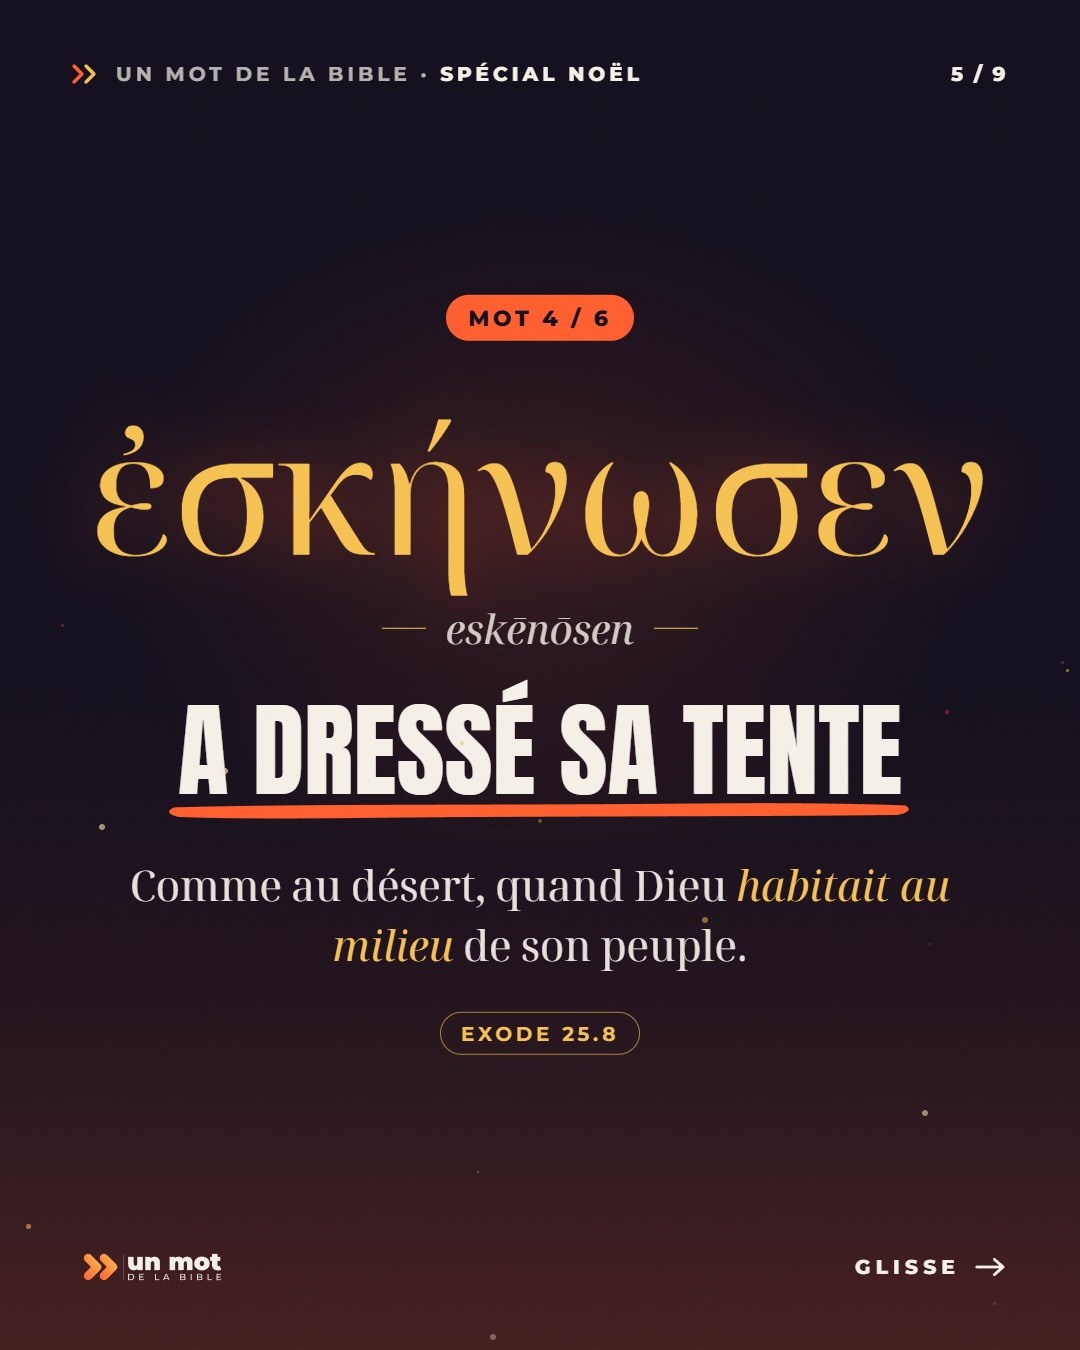 UN MOT DE LA BIBLE · SPÉCIAL NOËL
5 / 9
MOT 4 / 6
ἐσκήνωσεν
eskēnōsen
A DRESSÉ SA TENTE
Comme au désert, quand Dieu habitait au
milieu de son peuple.
EXODE 25.8
un mot
DE LA BIBLE
GLISSE →